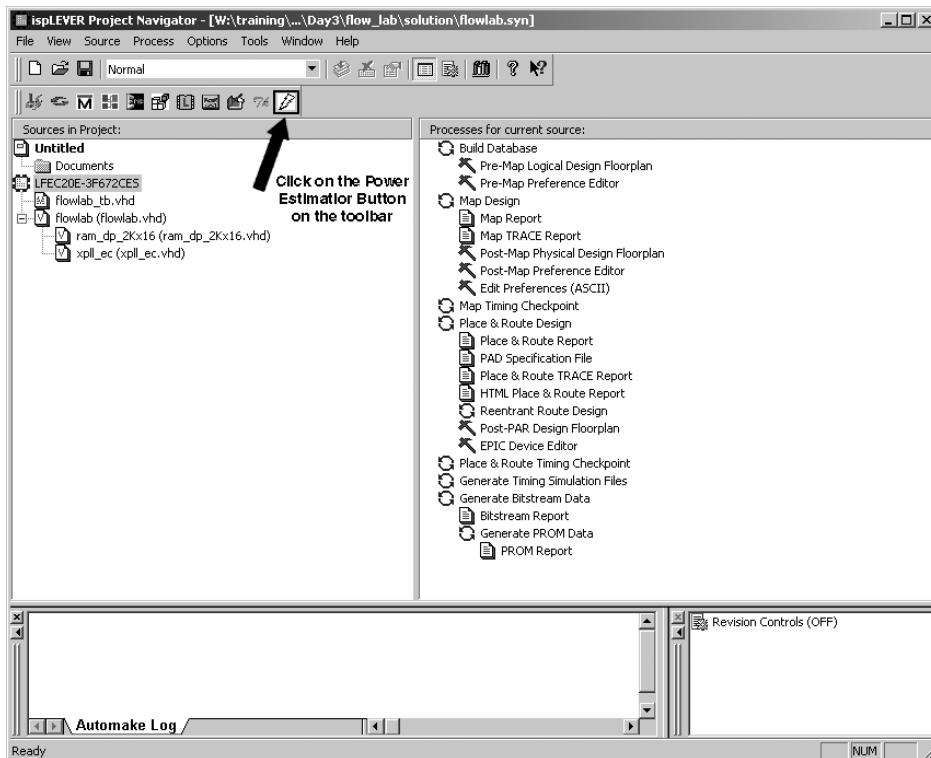 ispLEVER Project Navigator - [W:\training\...\Day3\flow_lab\solution\flowlab.syn]
File View Source Process Options Tools Window Help
Normal
Sources in Project:
Untitled
Documents
LFEC20E-3F672CES
flowlab_tb.vhd
flowlab (flowlab.vhd)
ram_dp_2Kx16 (ram_dp_2Kx16.vhd)
xpll_ec (xpll_ec.vhd)
Click on the Power
Estimatior Button
on the toolbar
Processes for current source:
Build Database
Pre-Map Logical Design Floorplan
Pre-Map Preference Editor
Map Design
Map Report
Map TRACE Report
Post-Map Physical Design Floorplan
Post-Map Preference Editor
Edit Preferences (ASCII)
Map Timing Checkpoint
Place & Route Design
Place & Route Report
PAD Specification File
Place & Route TRACE Report
HTML Place & Route Report
Reentrant Route Design
Post-PAR Design Floorplan
EPIC Device Editor
Place & Route Timing Checkpoint
Generate Timing Simulation Files
Generate Bitstream Data
Bitstream Report
Generate PROM Data
PROM Report
Automake Log
Revision Controls (OFF)
Ready
NUM